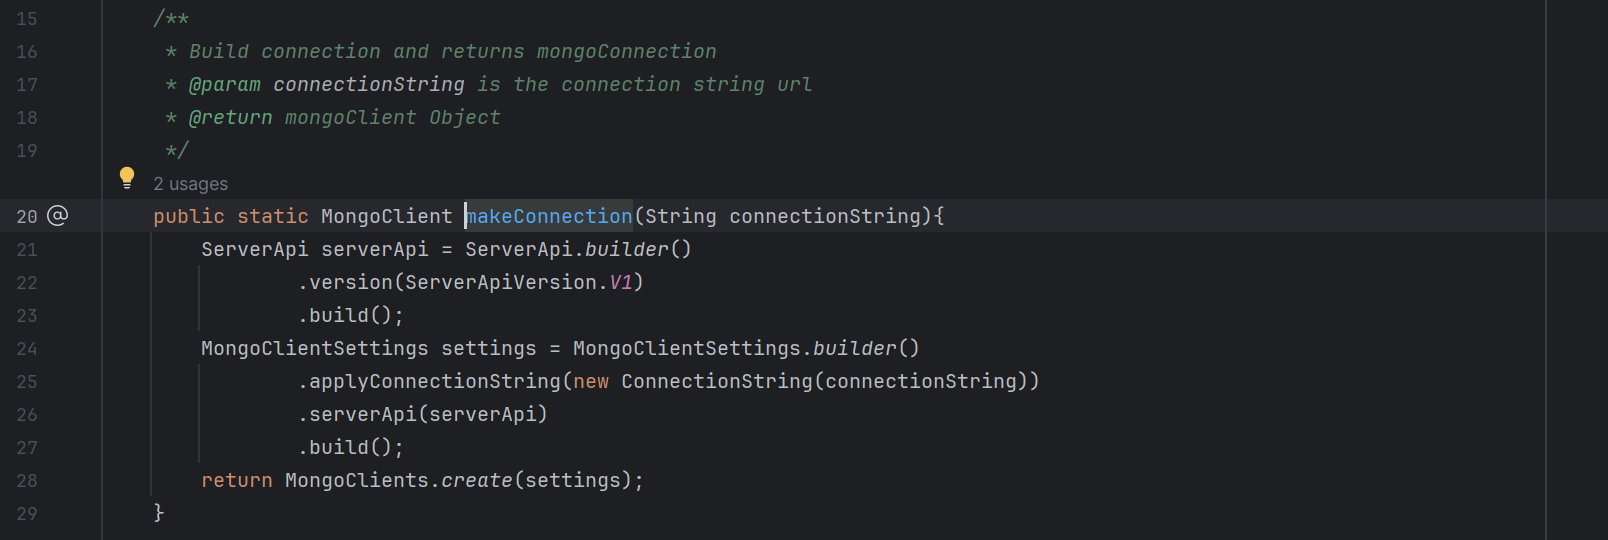 15 /**
16 * Build connection and returns mongoConnection
17 * @param connectionString is the connection string url
18 * @return mongoClient Object
19 */
2 usages
20 @ public static MongoClient makeConnection(String connectionString){
21 ServerApi serverApi = ServerApi.builder()
22 .version(ServerApiVersion.V1)
23 .build();
24 MongoClientSettings settings = MongoClientSettings.builder()
25 .applyConnectionString(new ConnectionString(connectionString))
26 .serverApi(serverApi)
27 .build();
28 return MongoClients.create(settings);
29 }